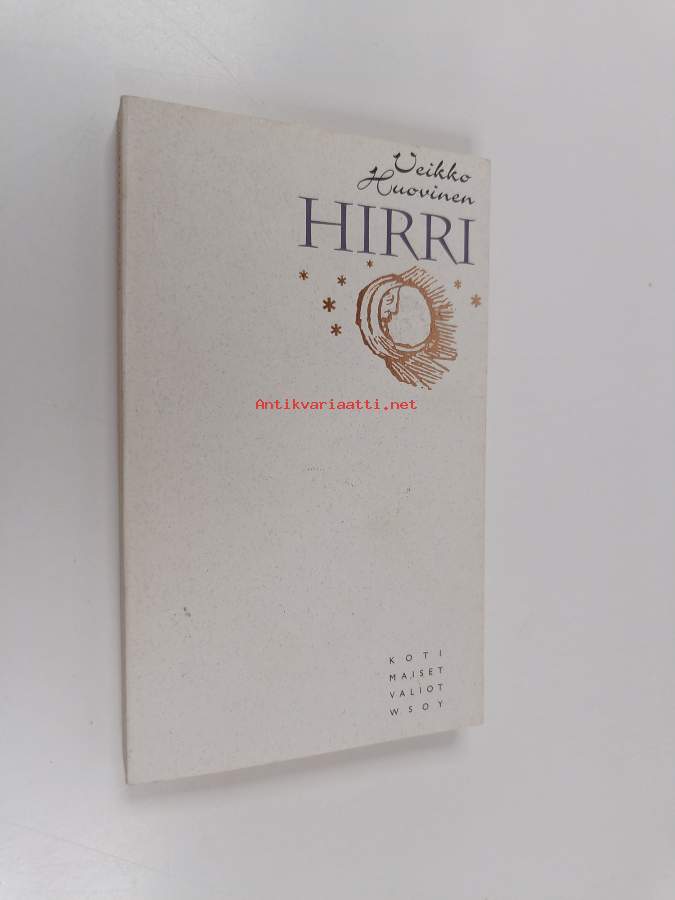 Veikko
Huovinen
HIRRI
Antikvariaatti.net
KOTI
MAISET
VALIOT
WSOY